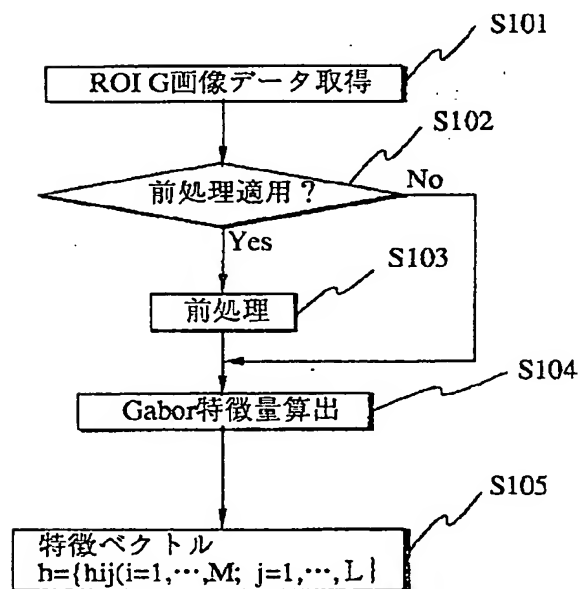 S101
ROI G画像データ取得
S102
前処理適用？
No
Yes
S103
前処理
S104
Gabor特徴量算出
S105
特徴ベクトル
h={hij(i=1,…,M; j=1,…,L}